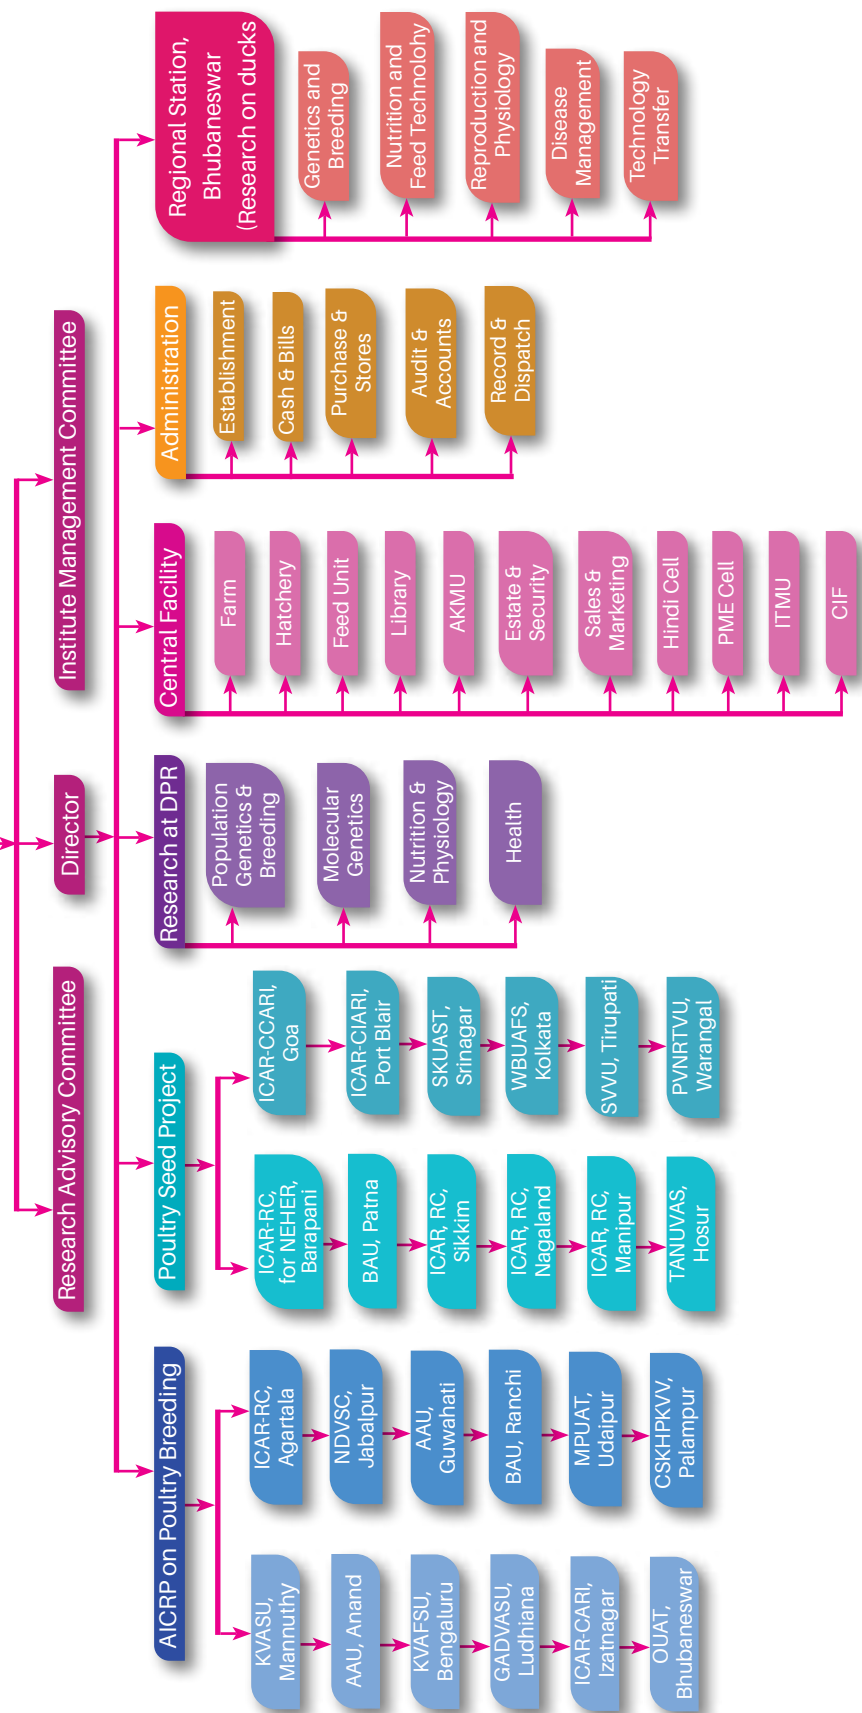 Research Advisory Committee
Director
Institute Management Committee
AICRP on Poultry Breeding
KVASU,
Mannuthy
AAU, Anand
KVAFSU,
Bengaluru
GADVASU,
Ludhiana
ICAR-CARI,
Izatnagar
OUAT,
Bhubaneswar
ICAR-RC,
Agartala
NDVSC,
Jabalpur
AAU,
Guwahati
BAU, Ranchi
MPUAT,
Udaipur
CSKHPKVV,
Palampur
Poultry Seed Project
ICAR-RC,
for NEHER,
Barapani
BAU, Patna
ICAR, RC,
Sikkim
ICAR, RC,
Nagaland
ICAR, RC,
Manipur
TANUVAS,
Hosur
ICAR-CCARI,
Goa
ICAR-CIARI,
Port Blair
SKUAST,
Srinagar
WBUAFS,
Kolkata
SVVU, Tirupati
PVNRTVU,
Warangal
Research at DPR
Population
Genetics &
Breeding
Molecular
Genetics
Nutrition &
Physiology
Health
Central Facility
Farm
Hatchery
Feed Unit
Library
AKMU
Estate &
Security
Sales &
Marketing
Hindi Cell
PME Cell
ITMU
CIF
Administration
Establishment
Cash & Bills
Purchase &
Stores
Audit &
Accounts
Record &
Dispatch
Regional Station,
Bhubaneswar
(Research on ducks
Genetics and
Breeding
Nutrition and
Feed Technolohy
Reproduction and
Physiology
Disease
Management
Technology
Transfer